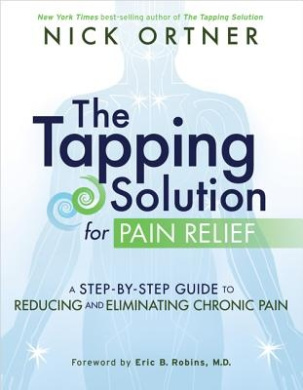 New York Times best-selling author of The Tapping Solution
NICK ORTNER
The
Tapping
Solution
for PAIN RELIEF
A STEP-BY-STEP GUIDE TO
REDUCING AND ELIMINATING CHRONIC PAIN
Foreword by Eric B. Robins, M.D.